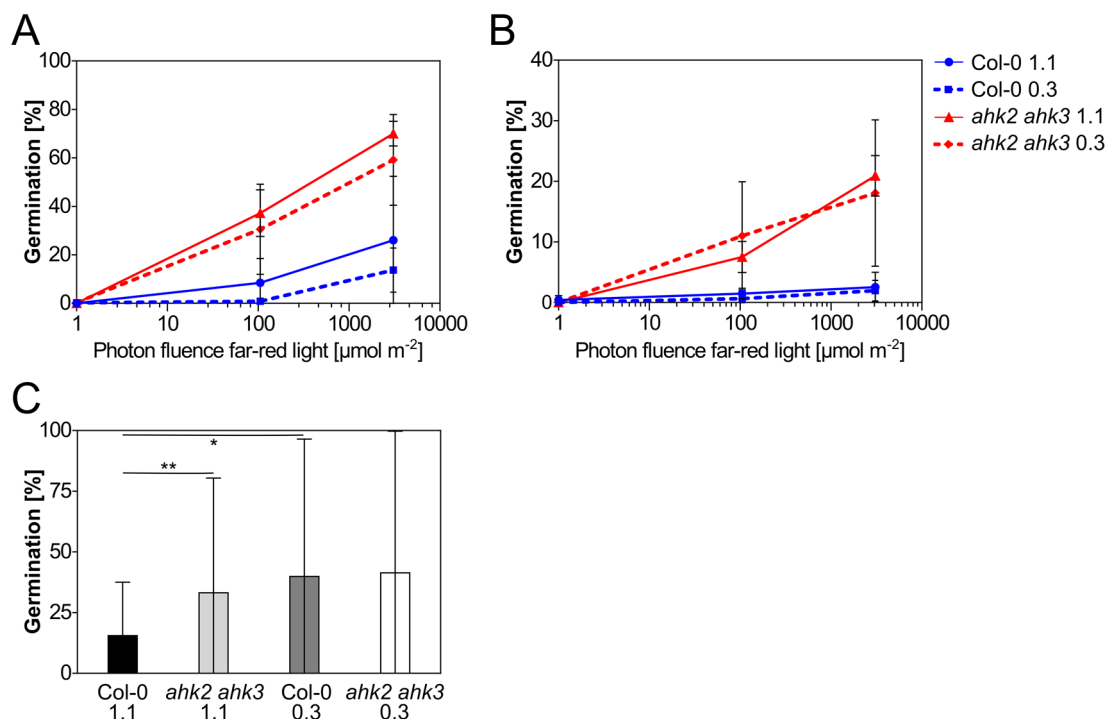 A
Germination [%]
100
80
60
40
20
0
1 10 100 1000 10000
Photon fluence far-red light [µmol m-2]
B
Germination [%]
40
30
20
10
0
1 10 100 1000 10000
Photon fluence far-red light [µmol m-2]
Col-0 1.1
Col-0 0.3
ahk2 ahk3 1.1
ahk2 ahk3 0.3
C
Germination [%]
100
75
50
25
0
*
**
Col-0 ahk2 ahk3 Col-0 ahk2 ahk3
1.1 1.1 0.3 0.3